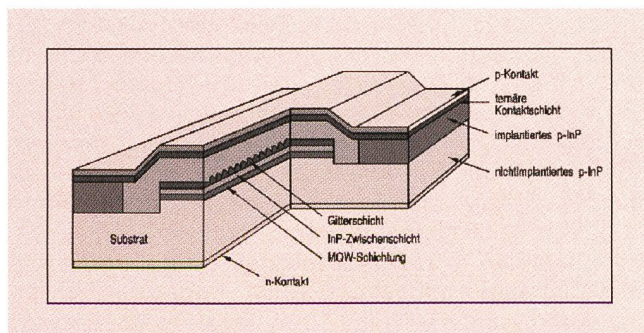 p-Kontakt
ternäre
Kontaktschicht
implantiertes p-InP
nichtimplantiertes p-InP
Gitterschicht
InP-Zwischenschicht
MQW-Schichtung
Substrat
n-Kontakt